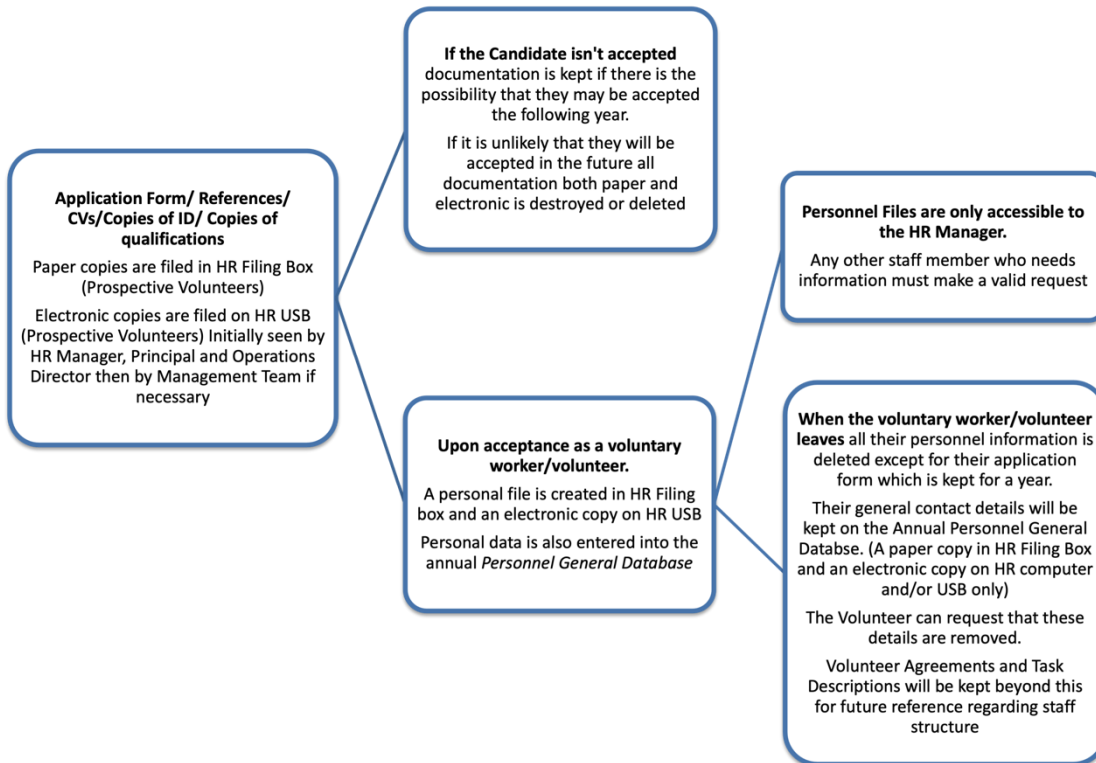 Application Form/ References/
CVs/Copies of ID/ Copies of
qualifications
Paper copies are filed in HR Filing Box
(Prospective Volunteers)
Electronic copies are filed on HR USB
(Prospective Volunteers) Initially seen by
HR Manager, Principal and Operations
Director then by Management Team if
necessary
If the Candidate isn't accepted
documentation is kept if there is the
possibility that they may be accepted
the following year.
If it is unlikely that they will be
accepted in the future all
documentation both paper and
electronic is destroyed or deleted
Upon acceptance as a voluntary
worker/volunteer.
A personal file is created in HR Filing
box and an electronic copy on HR USB
Personal data is also entered into the
annual Personnel General Database
Personnel Files are only accessible to
the HR Manager.
Any other staff member who needs
information must make a valid request
When the voluntary worker/volunteer
leaves all their personnel information is
deleted except for their application
form which is kept for a year.
Their general contact details will be
kept on the Annual Personnel General
Databse. (A paper copy in HR Filing Box
and an electronic copy on HR computer
and/or USB only)
The Volunteer can request that these
details are removed.
Volunteer Agreements and Task
Descriptions will be kept beyond this
for future reference regarding staff
structure